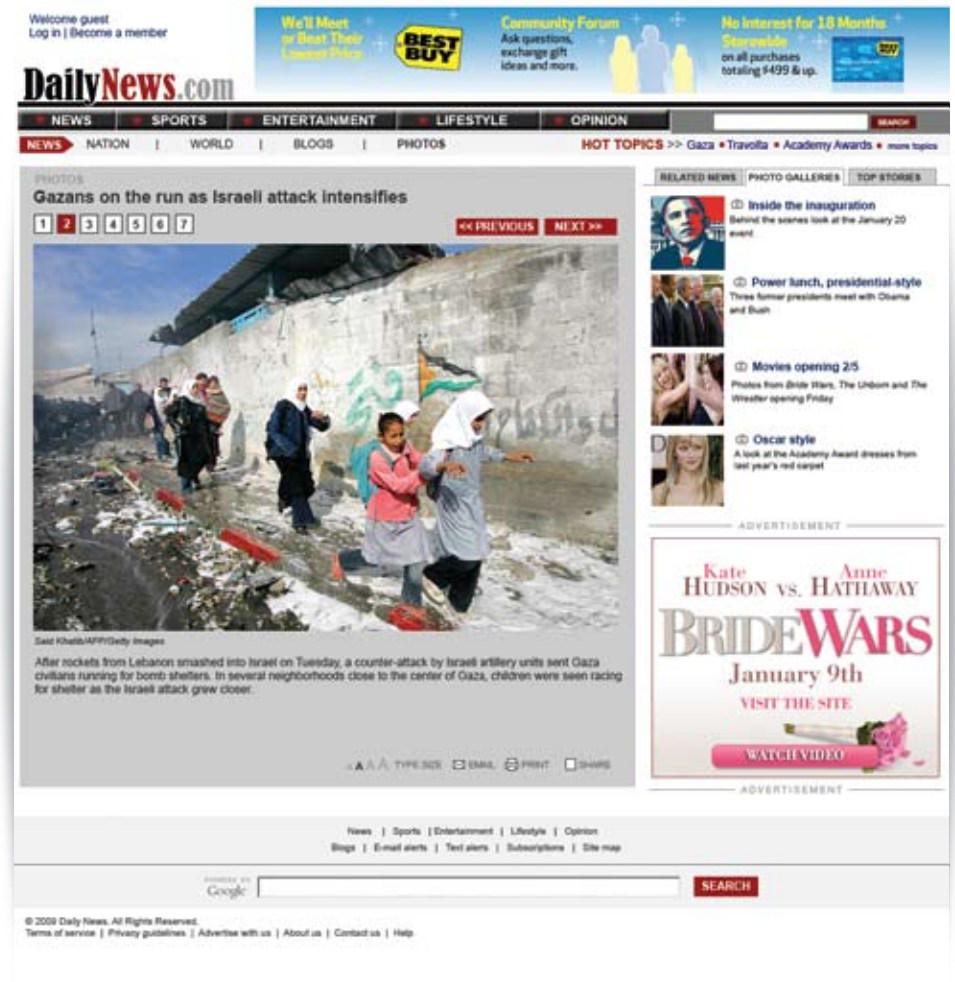 Welcome guest
Log in | Become a member
We'll Meet
or Beat Their
Lowest Price
BEST
BUY
Community Forum
Ask questions,
exchange gift
ideas and more.
No Interest for 18 Months
Storewide
on all purchases
totaling $499 & up.
DailyNews.com
NEWS SPORTS ENTERTAINMENT LIFESTYLE OPINION SEARCH
NEWS NATION | WORLD | BLOGS | PHOTOS HOT TOPICS >> Gaza • Travolta • Academy Awards • more topics
PHOTOS
Gazans on the run as Israeli attack intensifies
1 2 3 4 5 6 7 << PREVIOUS NEXT >>
Said Khatib/AFP/Getty Images
After rockets from Lebanon smashed into Israel on Tuesday, a counter-attack by Israeli artillery units sent Gaza
civilians running for bomb shelters. In several neighborhoods close to the center of Gaza, children were seen racing
for shelter as the Israeli attack grew closer.
A A A A TYPE SIZE EMAIL PRINT SHARE
RELATED NEWS PHOTO GALLERIES TOP STORIES
Inside the inauguration
Behind the scenes look at the January 20
event
Power lunch, presidential-style
Three former presidents meet with Obama
and Bush
Movies opening 2/5
Photos from Bride Wars, The Unborn and The
Wrestler opening Friday
Oscar style
A look at the Academy Award dresses from
last year's red carpet
ADVERTISEMENT
Kate Anne
HUDSON VS. HATHAWAY
BRIDE WARS
January 9th
VISIT THE SITE
WATCH VIDEO
ADVERTISEMENT
News | Sports | Entertainment | Lifestyle | Opinion
Blogs | E-mail alerts | Text alerts | Subscriptions | Site map
POWERED BY
Google SEARCH
© 2009 Daily News. All Rights Reserved.
Terms of service | Privacy guidelines | Advertise with us | About us | Contact us | Help